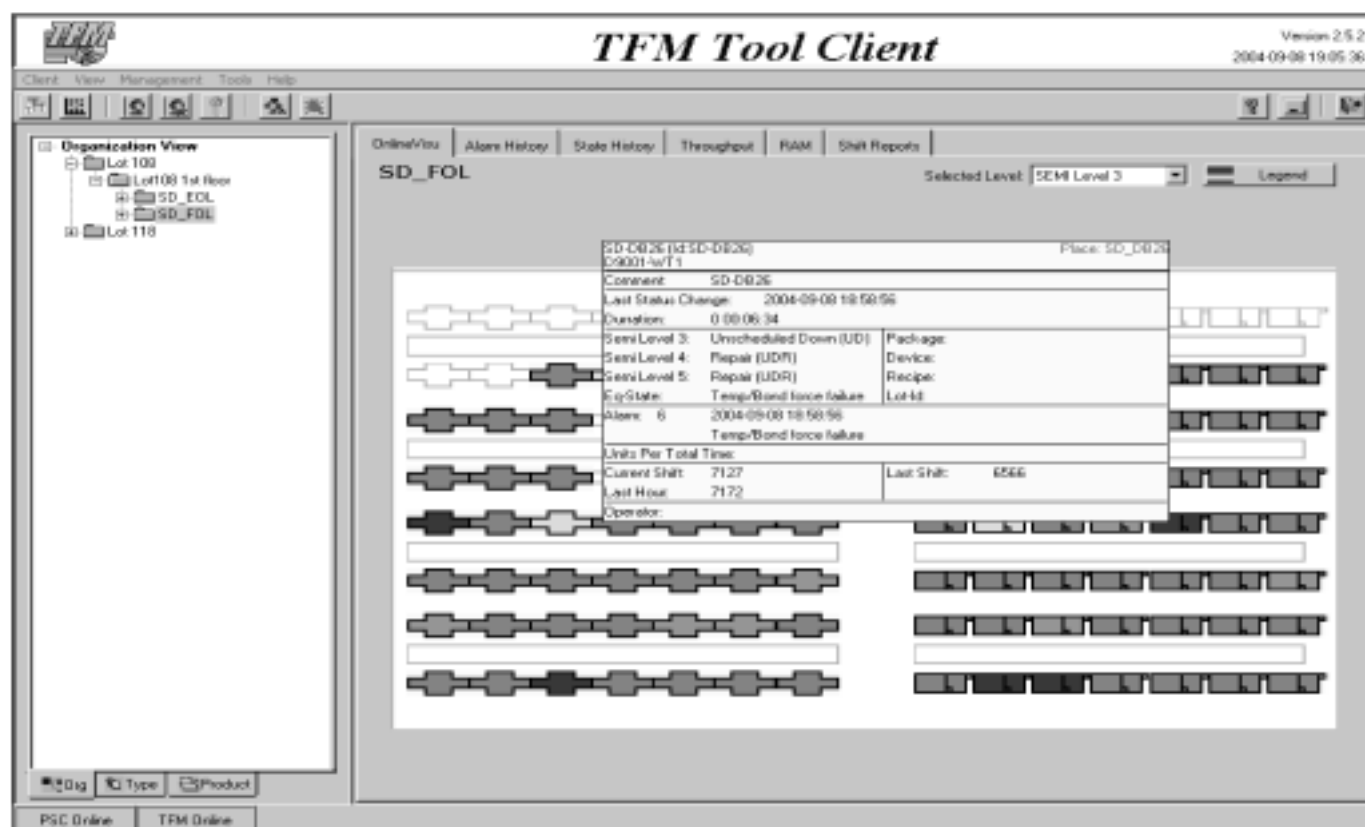 TFM
TFM Tool Client
Version 2.5.2
2004-09-08 19:05:36
Client View Management Tools Help
Organization View
Lot 108
Lot108 1st floor
SD_EOL
SD_FOL
Lot 118
OnlineVisu Alarm History State History Throughput RAM Shift Reports
SD_FOL
Selected Level: SEMI Level 3 Legend
SD-DB26 (Id:SD-DB26) Place: SD_DB26
D9001-WT1
Comment: SD-DB26
Last Status Change: 2004-09-08 18:58:56
Duration: 0 00:06:34
Semi Level 3: Unscheduled Down (UD) Package:
Semi Level 4: Repair (UDR) Device:
Semi Level 5: Repair (UDR) Recipe:
Eq-State: Temp/Bond force failure Lot-Id:
Alarm: 6 2004-09-08 18:58:56
Temp/Bond force failure
Units Per Total Time:
Current Shift: 7127 Last Shift: 6566
Last Hour: 7172
Operator:
Org Type Product
PSC Online TFM Online